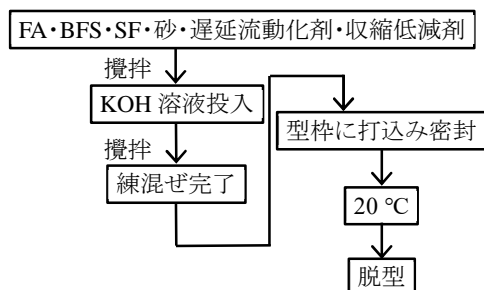 FA・BFS・SF・砂・遅延流動化剤・収縮低減剤
攪拌
KOH 溶液投入
攪拌
練混ぜ完了
型枠に打込み密封
20 ℃
脱型